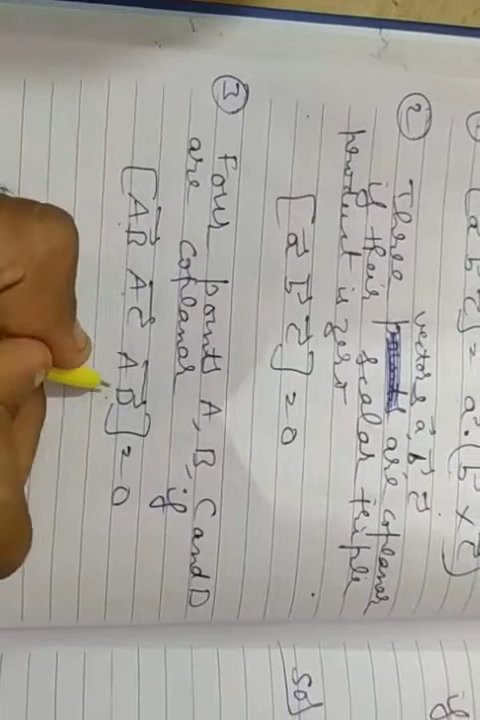 [a⃗ b⃗ c⃗] = a⃗.(b⃗ × c⃗)
② Three vectors a⃗, b⃗, c⃗ are coplanar
if their scalar triple
product is zero
[a⃗ b⃗ c⃗] = 0
③ Four points A, B, C and D
are coplanar if
[AB⃗ AC⃗ AD⃗] = 0
if
Sol